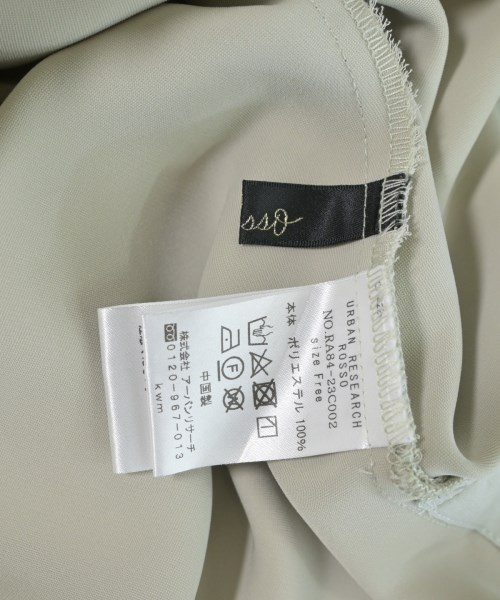 sso
URBAN RESEARCH
ROSSO
NO.RA84-23C002
size Free
本体 ポリエステル 100%
F
中国製
株式会社 アーバンリサーチ
0120-967-013
kwm